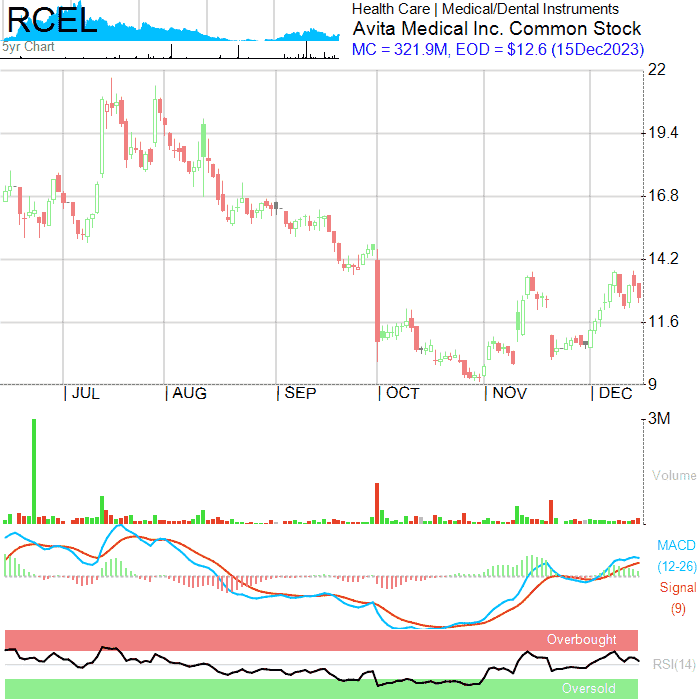 RCEL
5yr Chart
Health Care | Medical/Dental Instruments
Avita Medical Inc. Common Stock
MC = 321.9M, EOD = $12.6 (15Dec2023)
22
19.4
16.8
14.2
11.6
9
| JUL | AUG | SEP | OCT | NOV | DEC
3M
Volume
MACD
(12-26)
Signal
(9)
Overbought
RSI(14)
Oversold